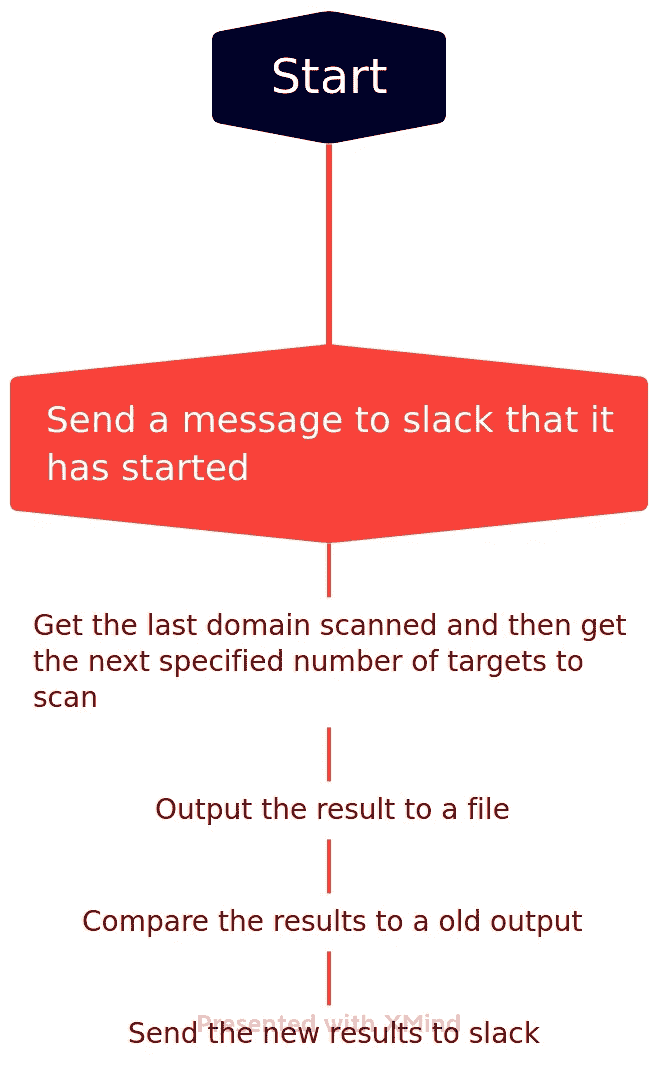 Start
Send a message to slack that it
has started
Get the last domain scanned and then get
the next specified number of targets to
scan
Output the result to a file
Compare the results to a old output
Presented with XMind
Send the new results to slack